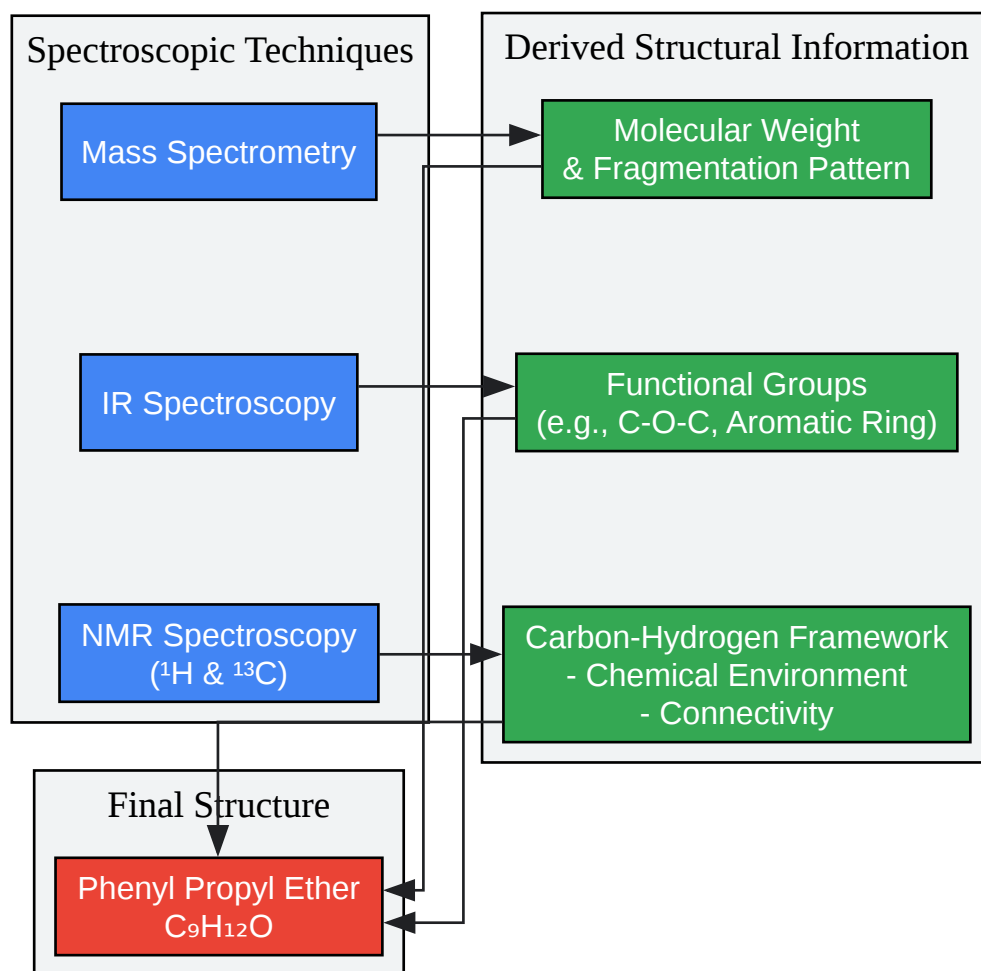 Spectroscopic Techniques
Mass Spectrometry
IR Spectroscopy
NMR Spectroscopy
(¹H & ¹³C)
Derived Structural Information
Molecular Weight
& Fragmentation Pattern
Functional Groups
(e.g., C-O-C, Aromatic Ring)
Carbon-Hydrogen Framework
- Chemical Environment
- Connectivity
Final Structure
Phenyl Propyl Ether
C₉H₁₂O